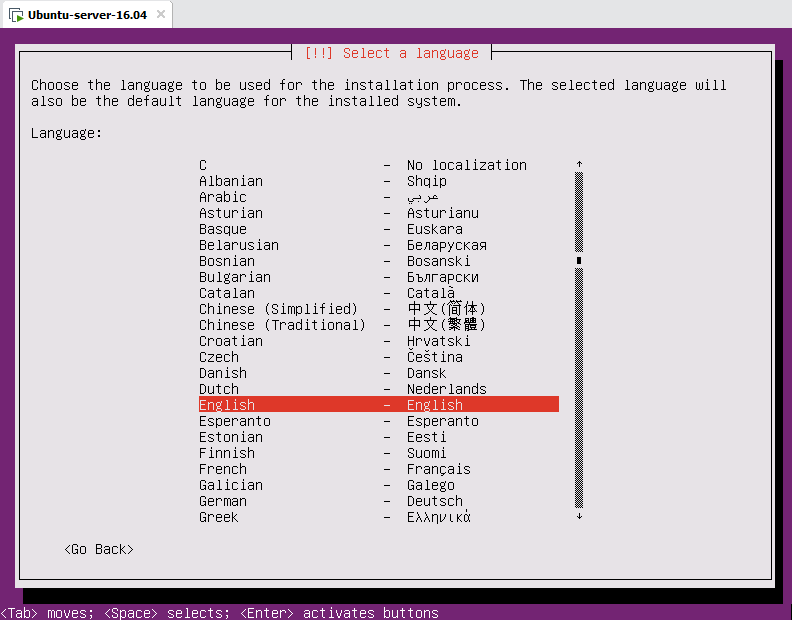 Ubuntu-server-16.04
[!!] Select a language
Choose the language to be used for the installation process. The selected language will
also be the default language for the installed system.
Language:
C - No localization
Albanian - Shqip
Arabic - عربي
Asturian - Asturianu
Basque - Euskara
Belarusian - Беларуская
Bosnian - Bosanski
Bulgarian - Български
Catalan - Català
Chinese (Simplified) - 中文(简体)
Chinese (Traditional) - 中文(繁體)
Croatian - Hrvatski
Czech - Čeština
Danish - Dansk
Dutch - Nederlands
English - English
Esperanto - Esperanto
Estonian - Eesti
Finnish - Suomi
French - Français
Galician - Galego
German - Deutsch
Greek - Ελληνικά
<Go Back>
<Tab> moves; <Space> selects; <Enter> activates buttons